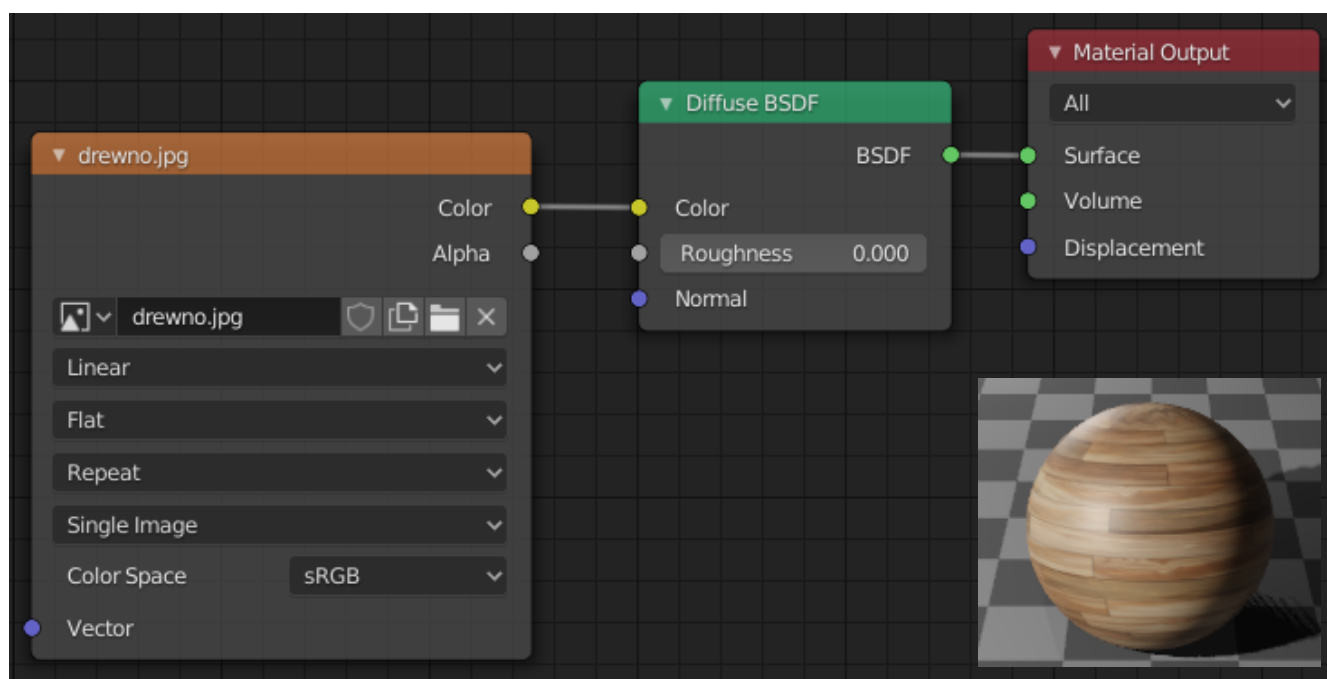 drewno.jpg
Color
Alpha
drewno.jpg
Linear
Flat
Repeat
Single Image
Color Space sRGB
Vector
Diffuse BSDF
BSDF
Color
Roughness 0.000
Normal
Material Output
All
Surface
Volume
Displacement